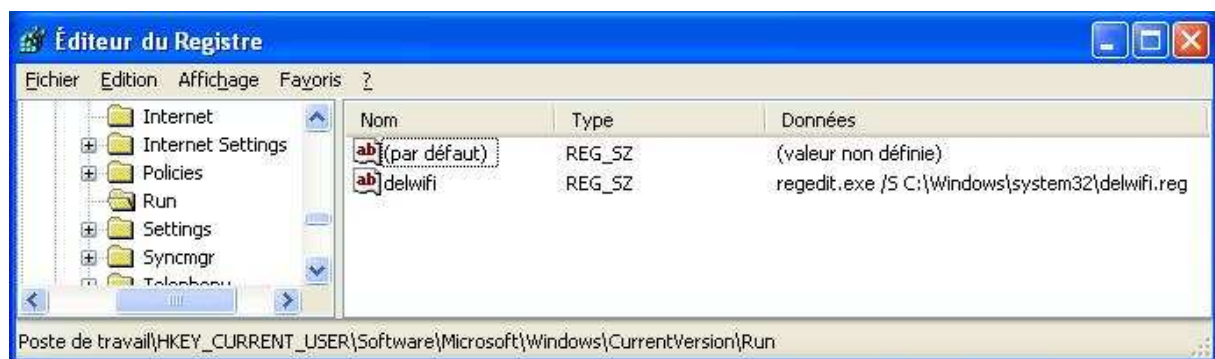 Éditeur du Registre
Fichier Edition Affichage Favoris ?
Internet
Internet Settings
Policies
Run
Settings
Syncmgr
Telephony
Nom Type Données
(par défaut) REG_SZ (valeur non définie)
delwifi REG_SZ regedit.exe /S C:\Windows\system32\delwifi.reg
Poste de travail\HKEY_CURRENT_USER\Software\Microsoft\Windows\CurrentVersion\Run